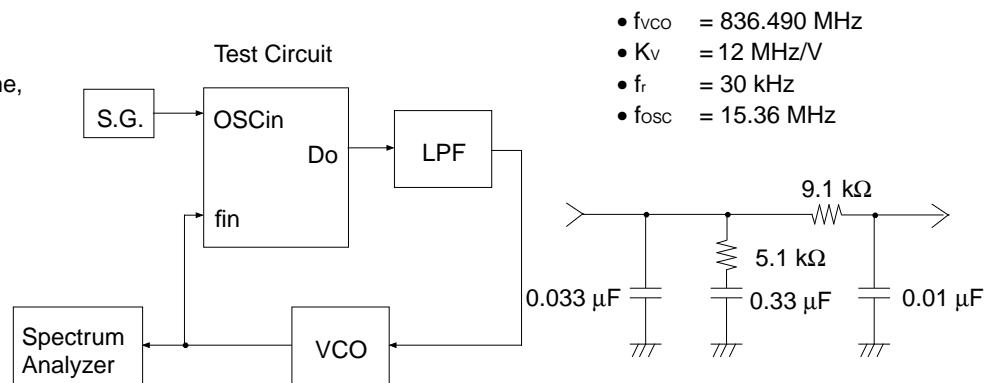 • fVCO = 836.490 MHz
Test Circuit
• KV = 12 MHz/V
ne,
• fr = 30 kHz
S.G.
OSCin
• fOSC = 15.36 MHz
Do
LPF
9.1 kΩ
fin
5.1 kΩ
0.033 µF
0.33 µF
0.01 µF
Spectrum
Analyzer
VCO